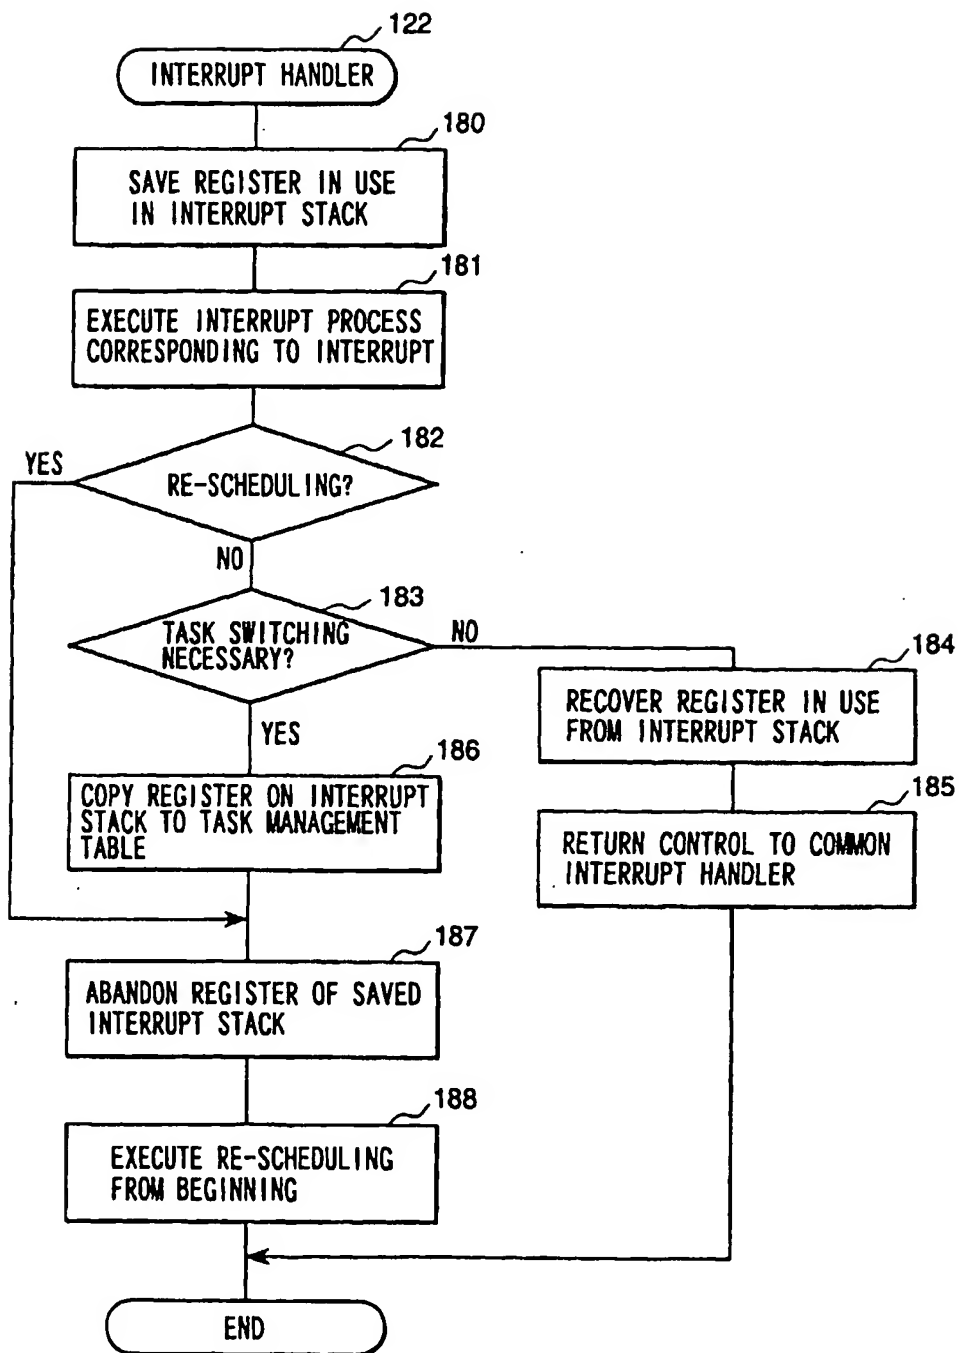 122
INTERRUPT HANDLER
180
SAVE REGISTER IN USE
IN INTERRUPT STACK
181
EXECUTE INTERRUPT PROCESS
CORRESPONDING TO INTERRUPT
182
YES
RE-SCHEDULING?
NO
183
TASK SWITCHING
NECESSARY?
NO
184
RECOVER REGISTER IN USE
FROM INTERRUPT STACK
YES
186
COPY REGISTER ON INTERRUPT
STACK TO TASK MANAGEMENT
TABLE
185
RETURN CONTROL TO COMMON
INTERRUPT HANDLER
187
ABANDON REGISTER OF SAVED
INTERRUPT STACK
188
EXECUTE RE-SCHEDULING
FROM BEGINNING
END